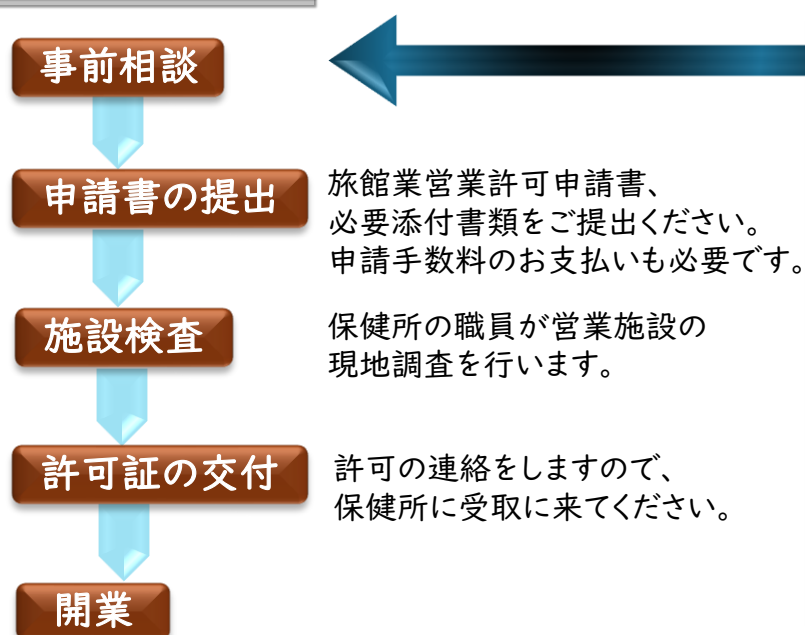 事前相談
申請書の提出
旅館業営業許可申請書、
必要添付書類をご提出ください。
申請手数料のお支払いも必要です。
施設検査
保健所の職員が営業施設の
現地調査を行います。
許可証の交付
許可の連絡をしますので、
保健所に受取に来てください。
開業